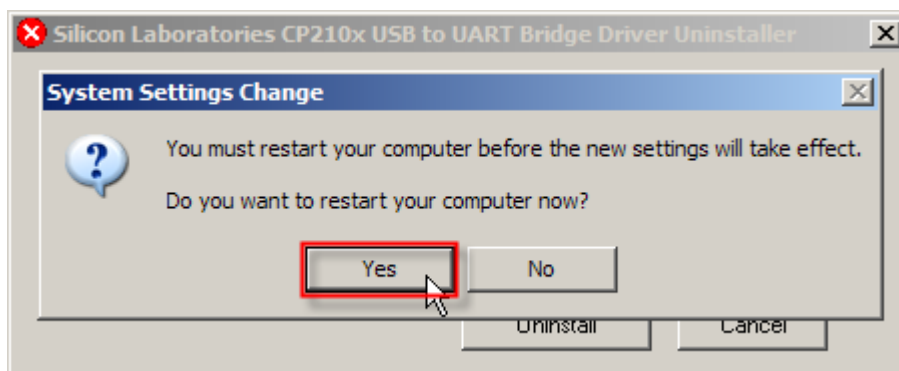 Silicon Laboratories CP210x USB to UART Bridge Driver Uninstaller
System Settings Change
You must restart your computer before the new settings will take effect.
Do you want to restart your computer now?
Yes No
Uninstall Cancel